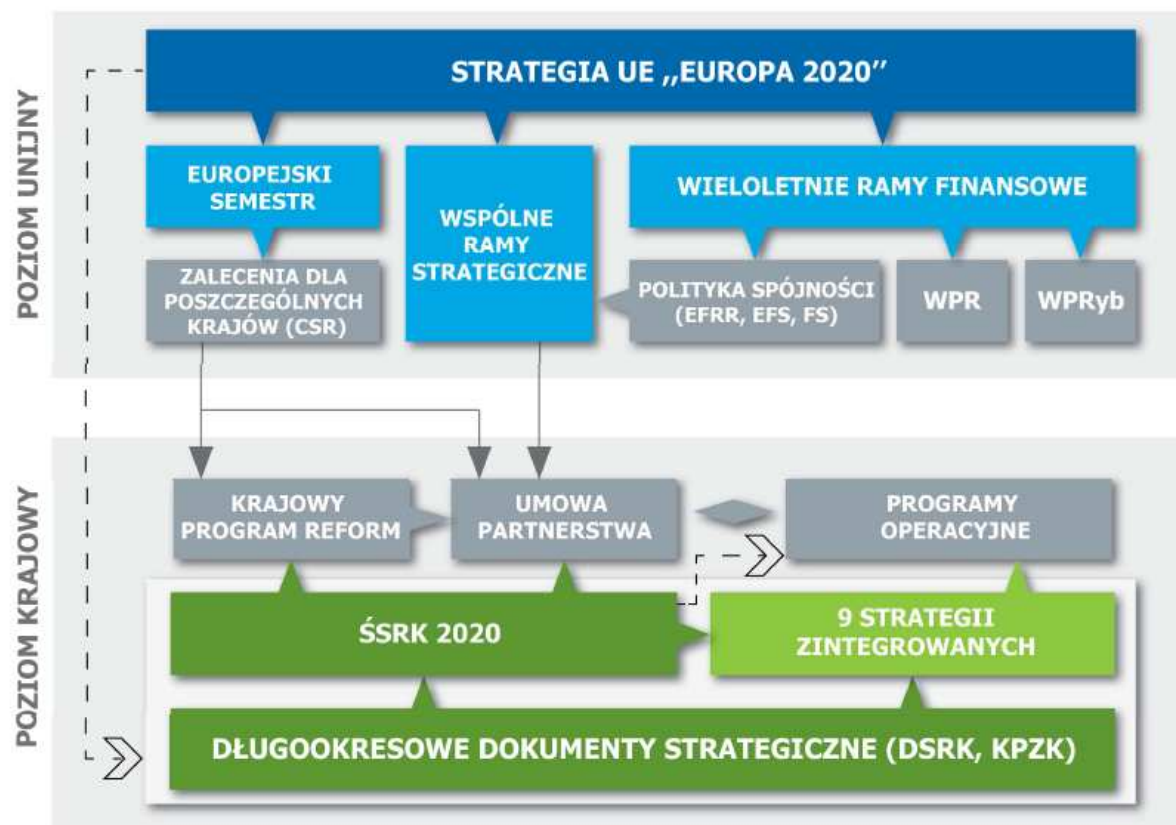 POZIOM UNIJNY
STRATEGIA UE „EUROPA 2020”
EUROPEJSKI
SEMESTR
WSPÓLNE
RAMY
STRATEGICZNE
WIELOLETNIE RAMY FINANSOWE
ZALECENIA DLA
POSZCZEGÓLNYCH
KRAJÓW (CSR)
POLITYKA SPÓJNOŚCI
(EFRR, EFS, FS)
WPR
WPRyb
POZIOM KRAJOWY
KRAJOWY
PROGRAM REFORM
UMOWA
PARTNERSTWA
PROGRAMY
OPERACYJNE
ŚSRK 2020
9 STRATEGII
ZINTEGROWANYCH
DŁUGOOKRESOWE DOKUMENTY STRATEGICZNE (DSRK, KPZK)